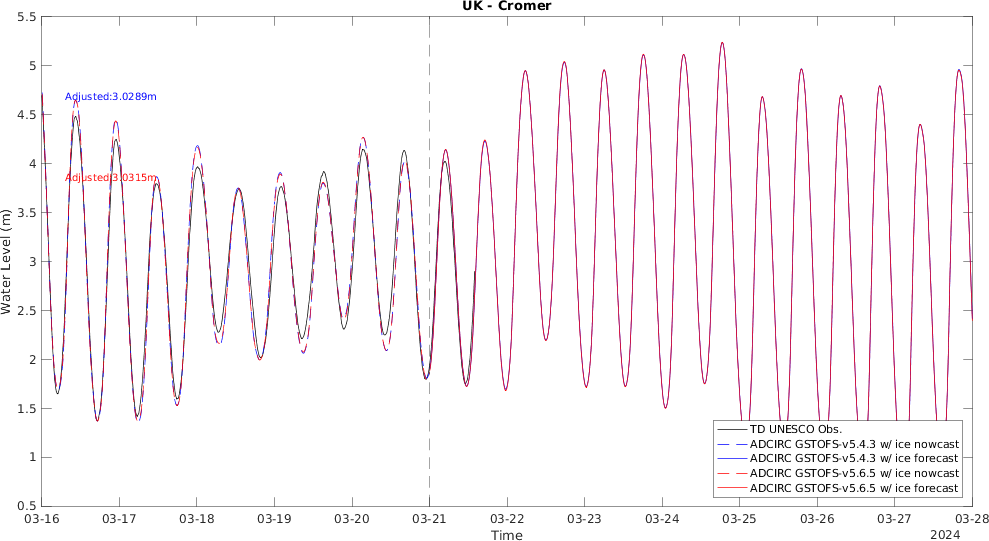 UK - Cromer
5.5
5
4.5
4
3.5
3
2.5
2
1.5
1
0.5
Water Level (m)
Adjusted:3.0289m
Adjusted:3.0315m
TD UNESCO Obs.
ADCIRC GSTOFS-v5.4.3 w/ ice nowcast
ADCIRC GSTOFS-v5.4.3 w/ ice forecast
ADCIRC GSTOFS-v5.6.5 w/ ice nowcast
ADCIRC GSTOFS-v5.6.5 w/ ice forecast
03-16 03-17 03-18 03-19 03-20 03-21 03-22 03-23 03-24 03-25 03-26 03-27 03-28
Time
2024